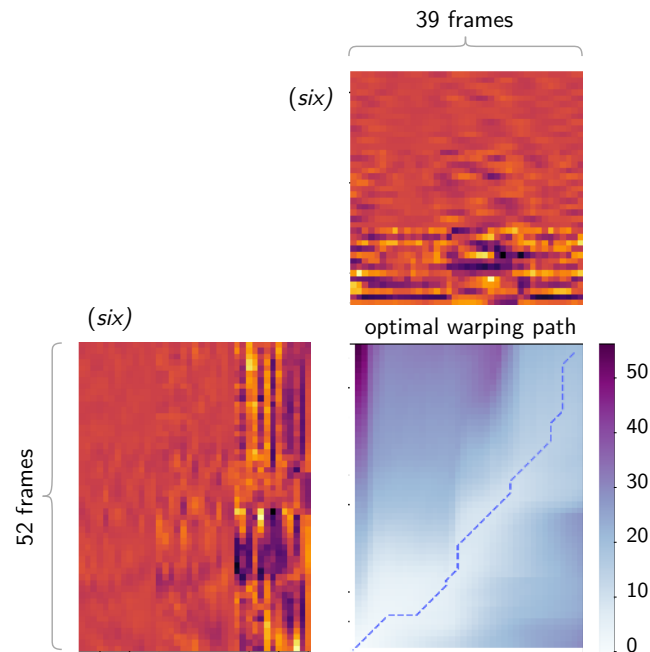 39 frames
(six)
(six)
optimal warping path
52 frames
50
40
30
20
10
0